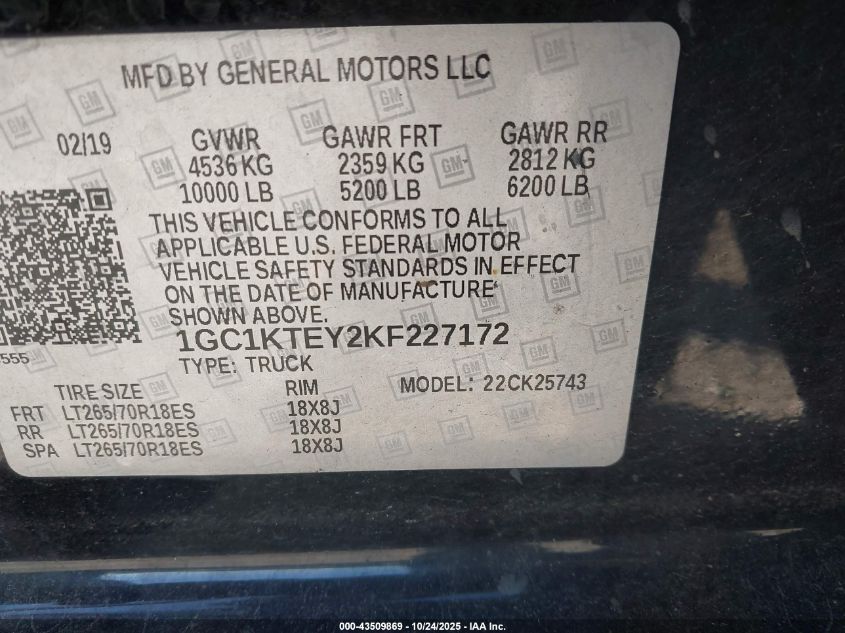 MFD BY GENERAL MOTORS LLC
02/19 GVWR GAWR FRT GAWR RR
4536 KG 2359 KG 2812 KG
10000 LB 5200 LB 6200 LB
THIS VEHICLE CONFORMS TO ALL
APPLICABLE U.S. FEDERAL MOTOR
VEHICLE SAFETY STANDARDS IN EFFECT
ON THE DATE OF MANUFACTURE
SHOWN ABOVE.
1GC1KTEY2KF227172
555
TYPE: TRUCK
TIRE SIZE RIM MODEL: 22CK25743
FRT LT265/70R18ES 18X8J
RR LT265/70R18ES 18X8J
SPA LT265/70R18ES 18X8J
000-43509869 - 10/24/2025 - IAA Inc.